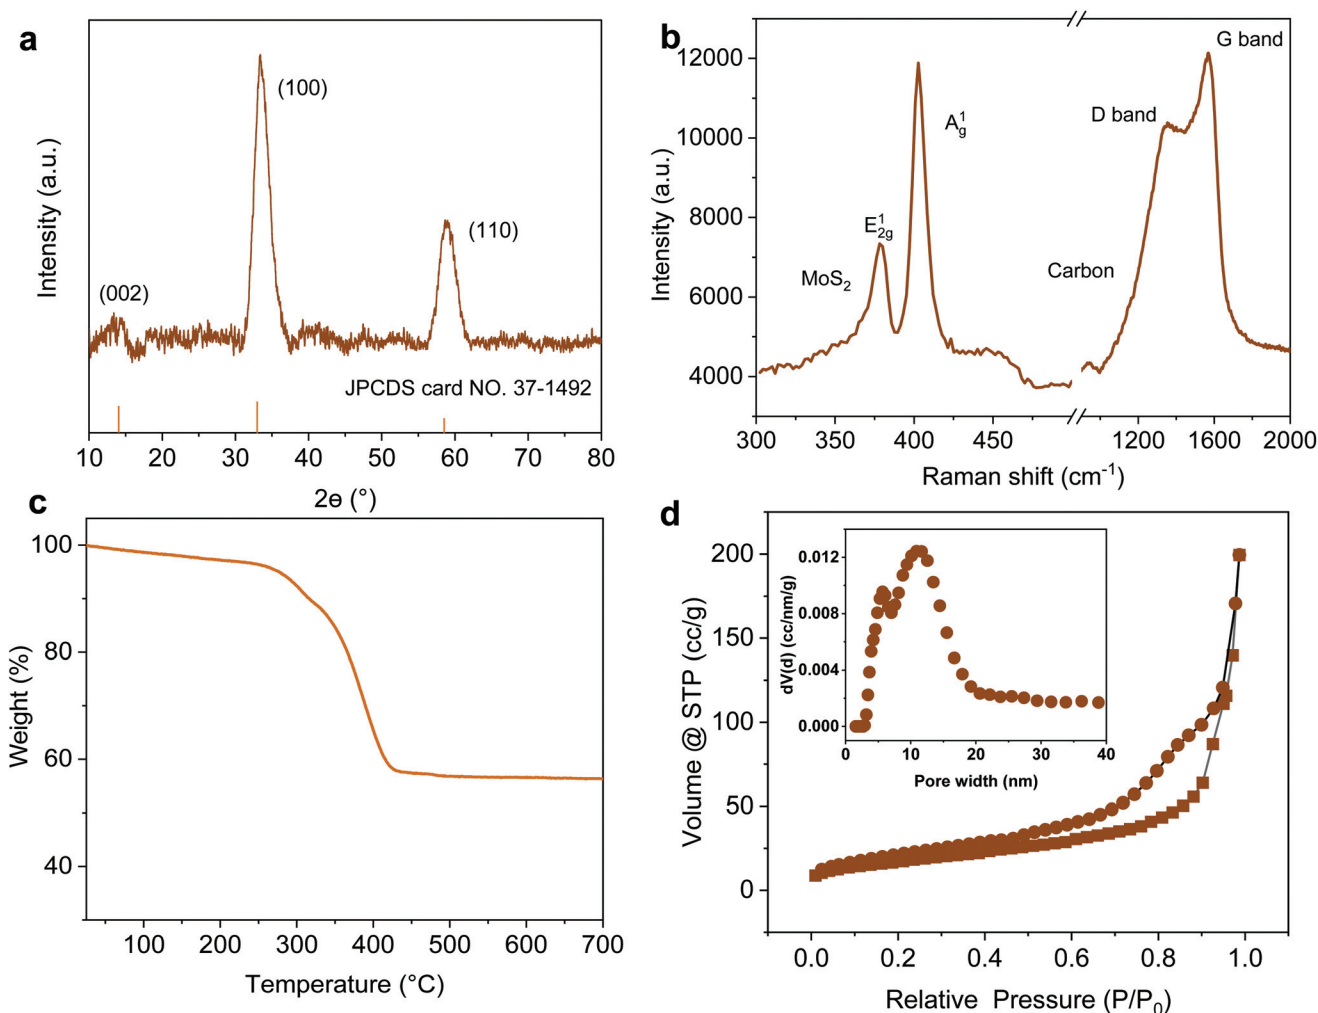 a
(100)
(110)
(002)
JPCDS card NO. 37-1492
Intensity (a.u.)
10 20 30 40 50 60 70 80
2ɵ (°)
b
G band
D band
A¹g
E¹2g
MoS₂
Carbon
Intensity (a.u.)
12000
10000
8000
6000
4000
300 350 400 450 1200 1600 2000
Raman shift (cm⁻¹)
c
Weight (%)
100
80
60
40
100 200 300 400 500 600 700
Temperature (°C)
d
Volume @ STP (cc/g)
200
150
100
50
0
0.0 0.2 0.4 0.6 0.8 1.0
Relative Pressure (P/P₀)
dV(d) (cc/nm/g)
0.012
0.008
0.004
0.000
0 10 20 30 40
Pore width (nm)